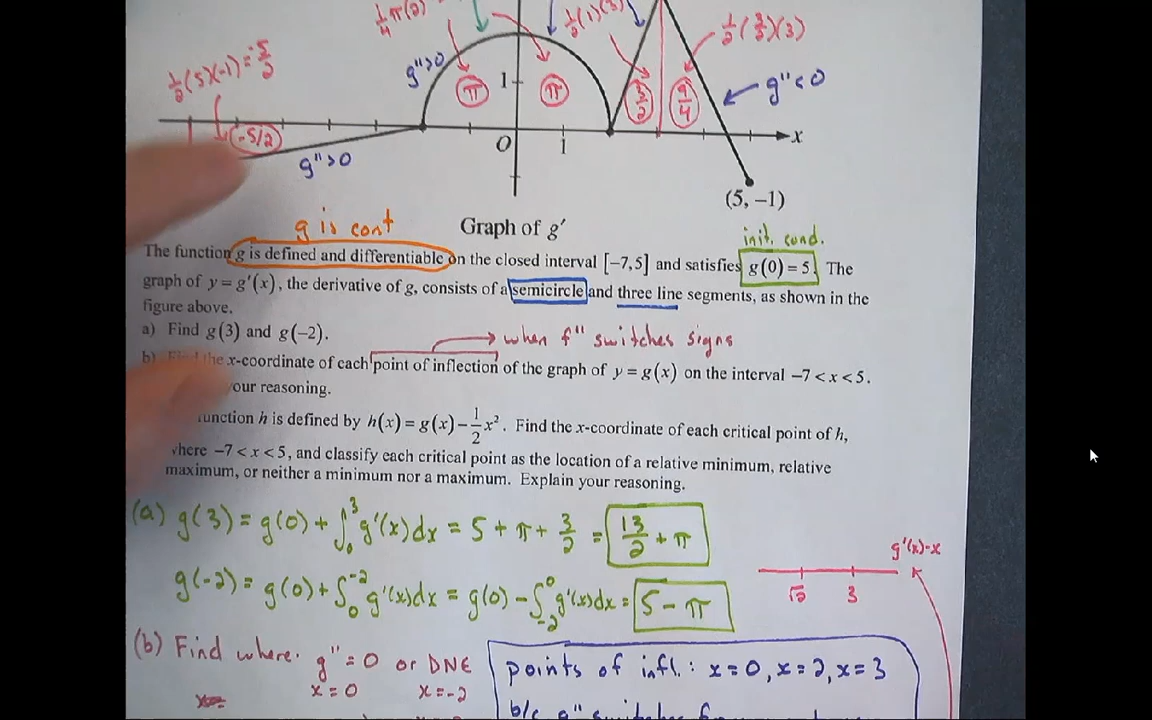 ½(5)(-1) = -5/2
¼π(2)
½(1)(3)
½(3/2)(3)
g''>0
π
1
π
3/2
9/4
g''<0
-5/2
g''>0
O
1
x
(5, −1)
g is cont
Graph of g′
init. cond.
The function g is defined and differentiable on the closed interval [−7,5] and satisfies g(0) = 5. The
graph of y = g′(x), the derivative of g, consists of a semicircle and three line segments, as shown in the
figure above.
a) Find g(3) and g(−2).
when f'' switches signs
b) Find the x-coordinate of each point of inflection of the graph of y = g(x) on the interval −7 < x < 5.
your reasoning.
function h is defined by h(x) = g(x) − 1/2 x². Find the x-coordinate of each critical point of h,
where −7 < x < 5, and classify each critical point as the location of a relative minimum, relative
maximum, or neither a minimum nor a maximum. Explain your reasoning.
(a) g(3) = g(0) + ∫₀³ g'(x)dx = 5 + π + 3/2 = 13/2 + π
g'(x)-x
√2 3
g(-2) = g(0) + ∫₀⁻² g'(x)dx = g(0) − ∫₋₂⁰ g'(x)dx = 5 − π
(b) Find where g'' = 0 or DNE
x=0 x=-2
points of infl.: x=0, x=2, x=3
b/c g'' switches